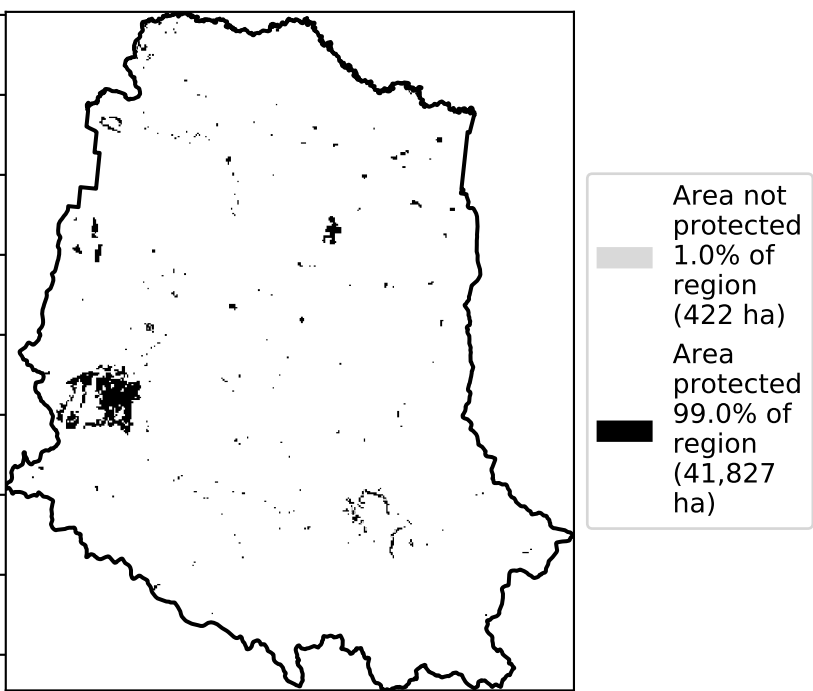 Area not
protected
1.0% of
region
(422 ha)
Area
protected
99.0% of
region
(41,827
ha)